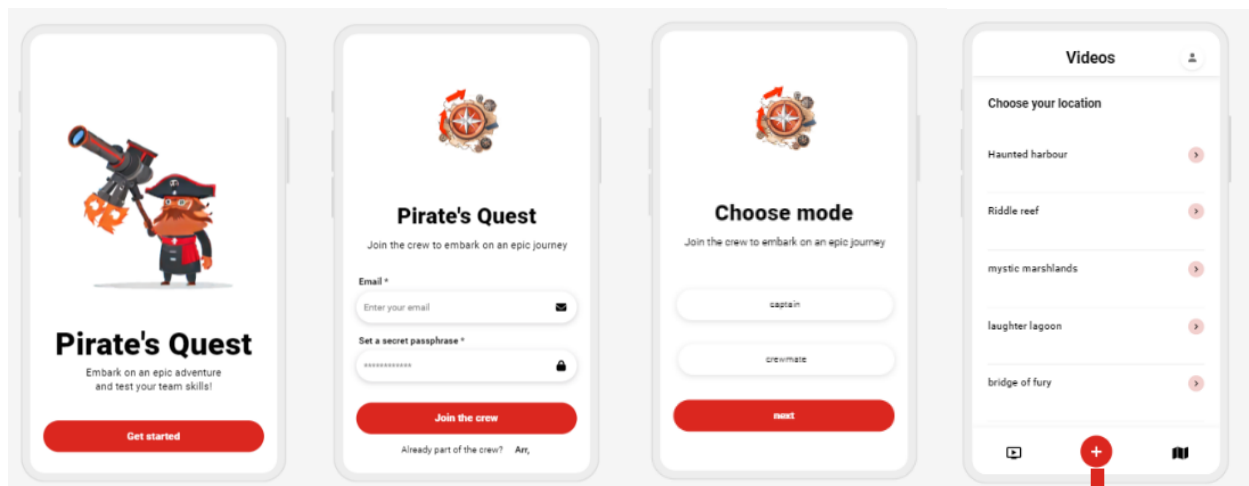 Pirate's Quest
Embark on an epic adventure
and test your team skills!
Get started
Pirate's Quest
Join the crew to embark on an epic journey
Email *
Enter your email
Set a secret passphrase *
************
Join the crew
Already part of the crew? Arr,
Choose mode
Join the crew to embark on an epic journey
captain
crewmate
next
Videos
Choose your location
Haunted harbour
Riddle reef
mystic marshlands
laughter lagoon
bridge of fury